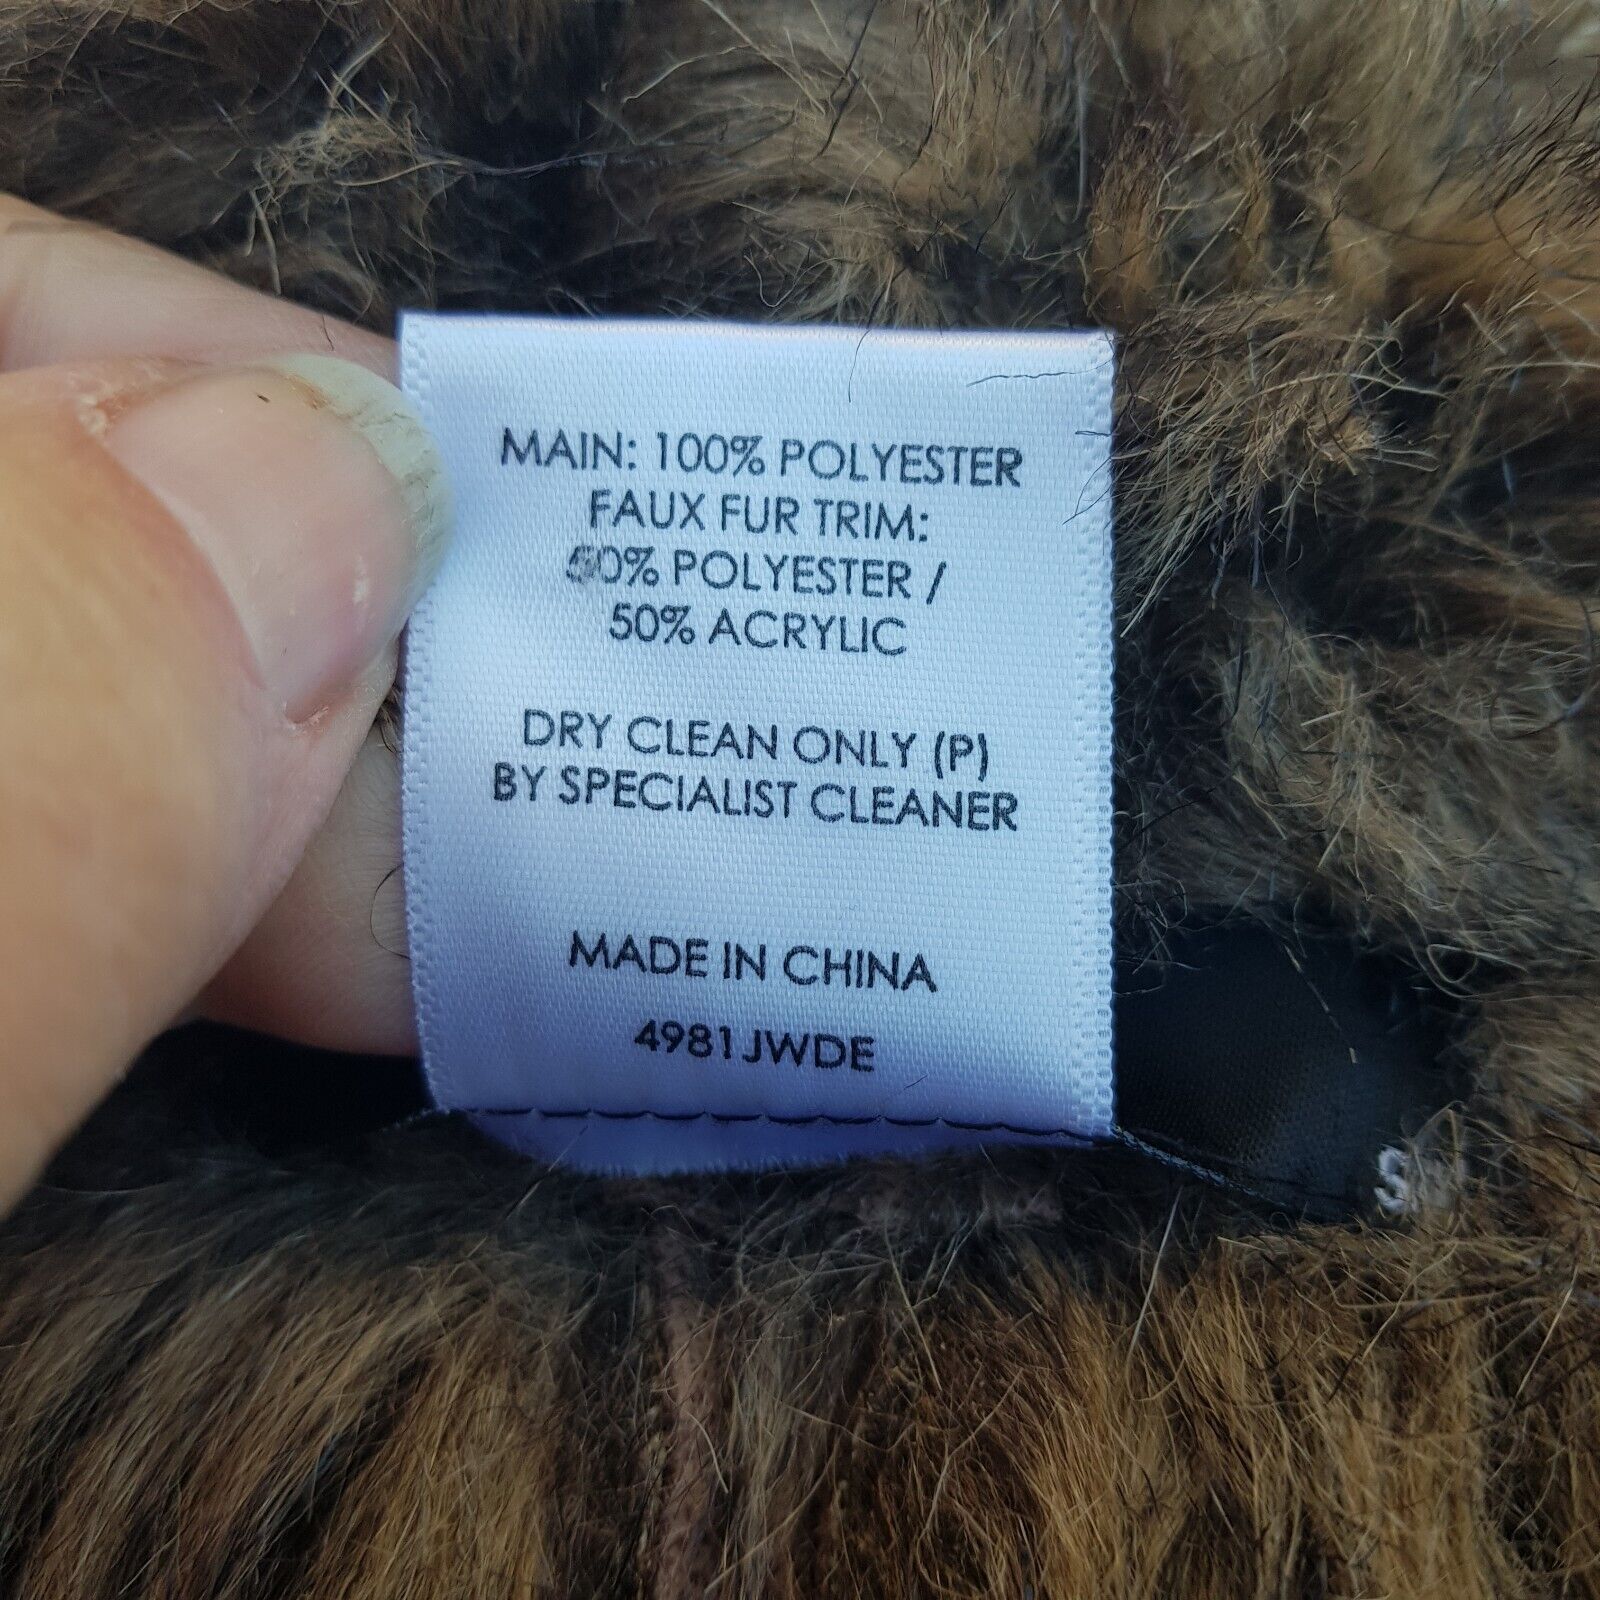 MAIN: 100% POLYESTER
FAUX FUR TRIM:
50% POLYESTER /
50% ACRYLIC
DRY CLEAN ONLY (P)
BY SPECIALIST CLEANER
MADE IN CHINA
4981JWDE